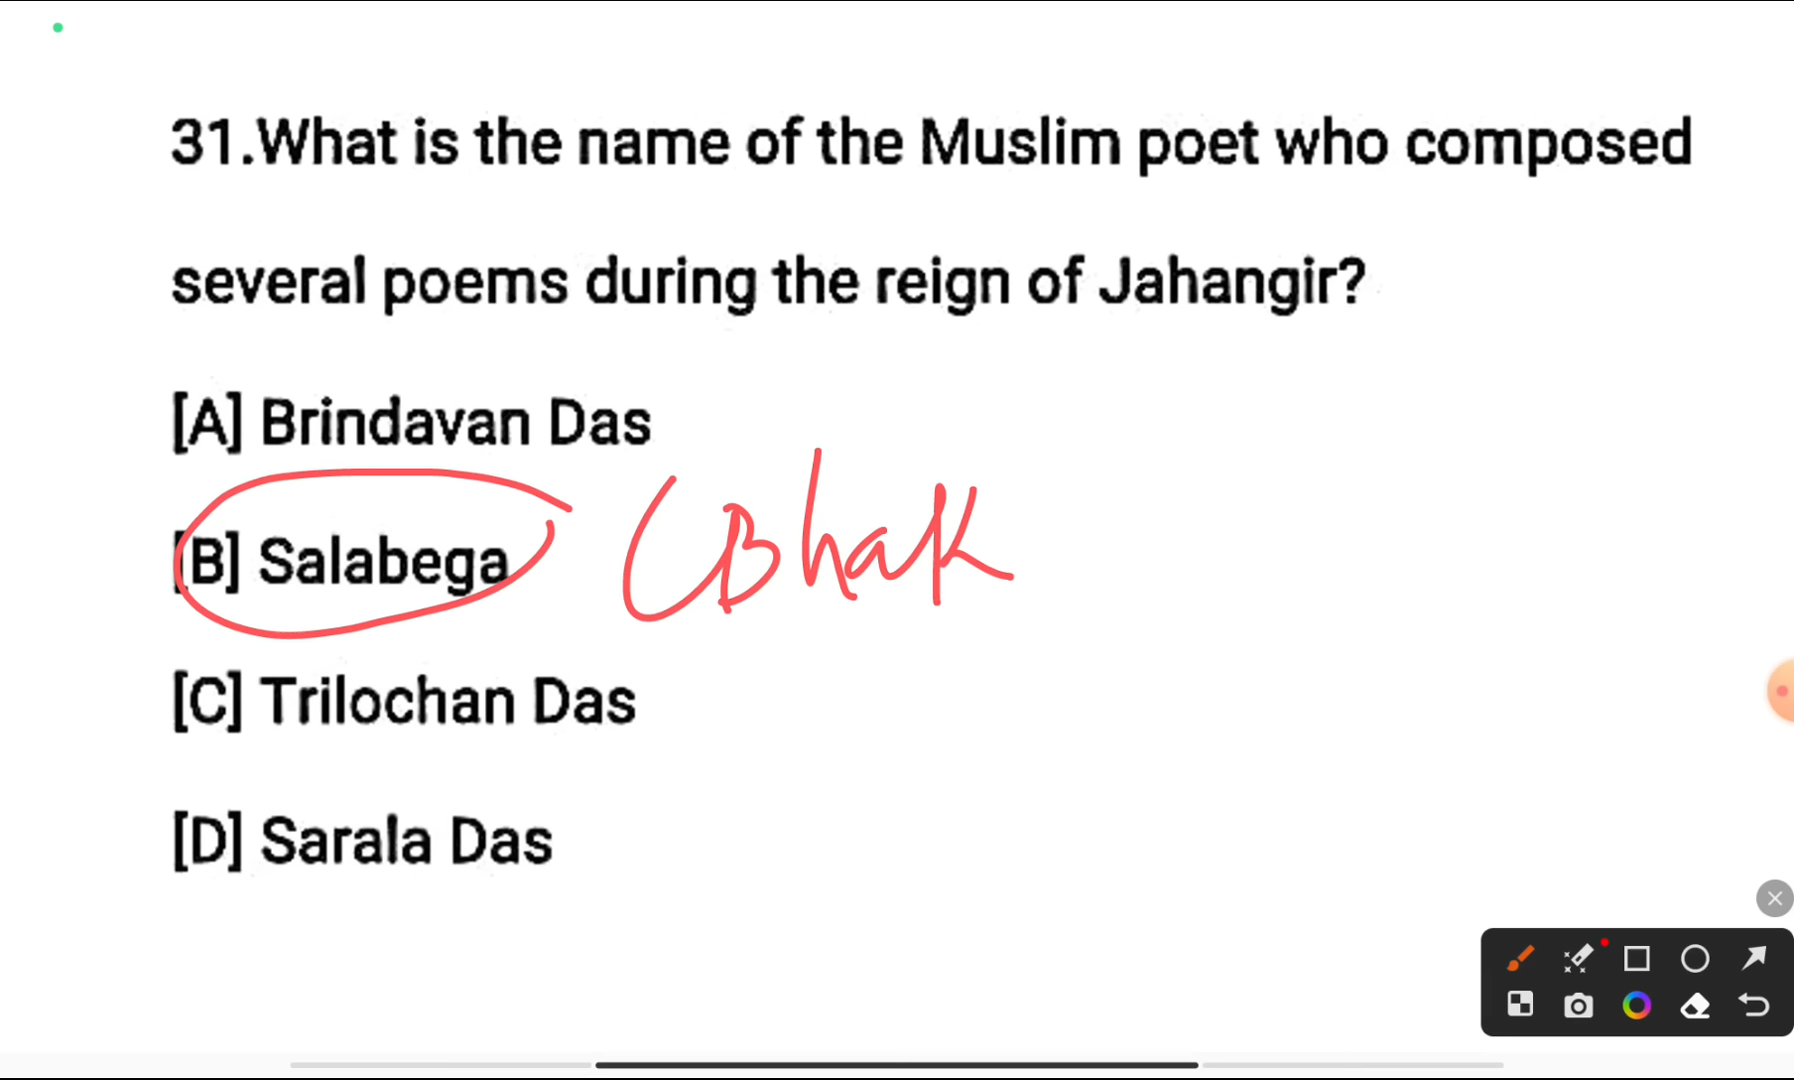 31.What is the name of the Muslim poet who composed
several poems during the reign of Jahangir?
[A] Brindavan Das
[B] Salabega (Bhak
[C] Trilochan Das
[D] Sarala Das